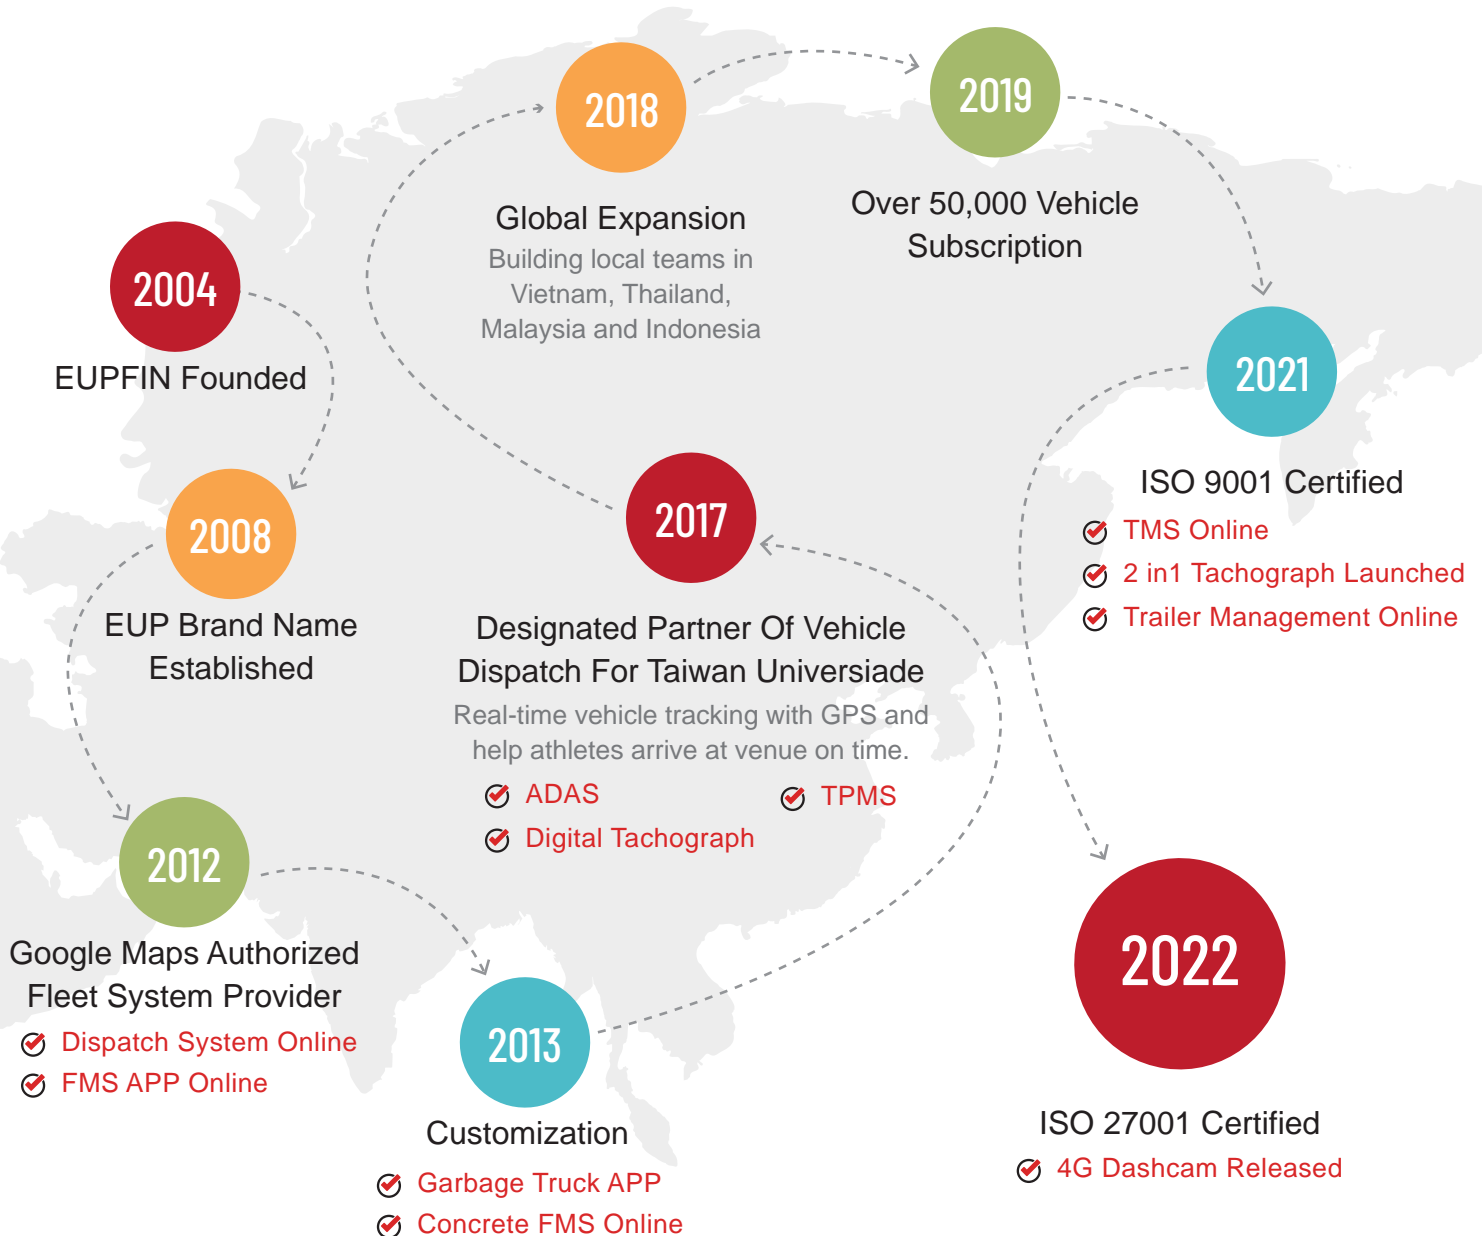 2004
EUPFIN Founded
2008
EUP Brand Name
Established
2012
Google Maps Authorized
Fleet System Provider
Dispatch System Online
FMS APP Online
2013
Customization
Garbage Truck APP
Concrete FMS Online
2017
Designated Partner Of Vehicle
Dispatch For Taiwan Universiade
Real-time vehicle tracking with GPS and
help athletes arrive at venue on time.
ADAS
TPMS
Digital Tachograph
2018
Global Expansion
Building local teams in
Vietnam, Thailand,
Malaysia and Indonesia
2019
Over 50,000 Vehicle
Subscription
2021
ISO 9001 Certified
TMS Online
2 in1 Tachograph Launched
Trailer Management Online
2022
ISO 27001 Certified
4G Dashcam Released